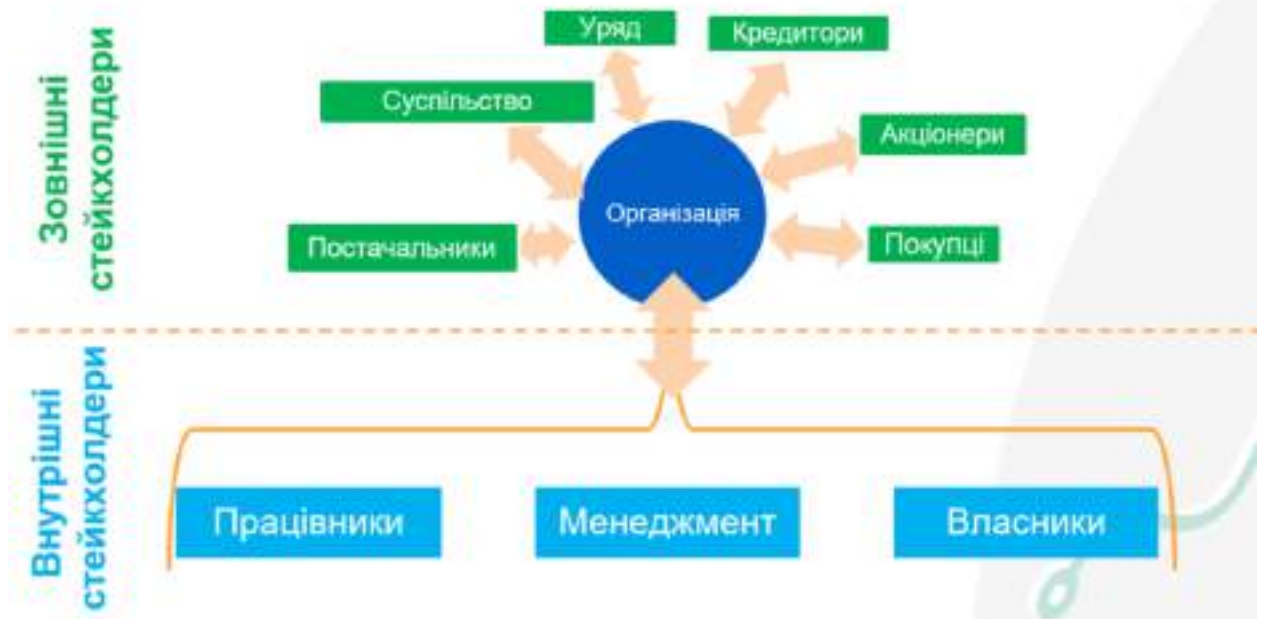 Зовнішні
стейкхолдери
Уряд
Кредитори
Суспільство
Акціонери
Організація
Постачальники
Покупці
Внутрішні
стейкхолдери
Працівники
Менеджмент
Власники